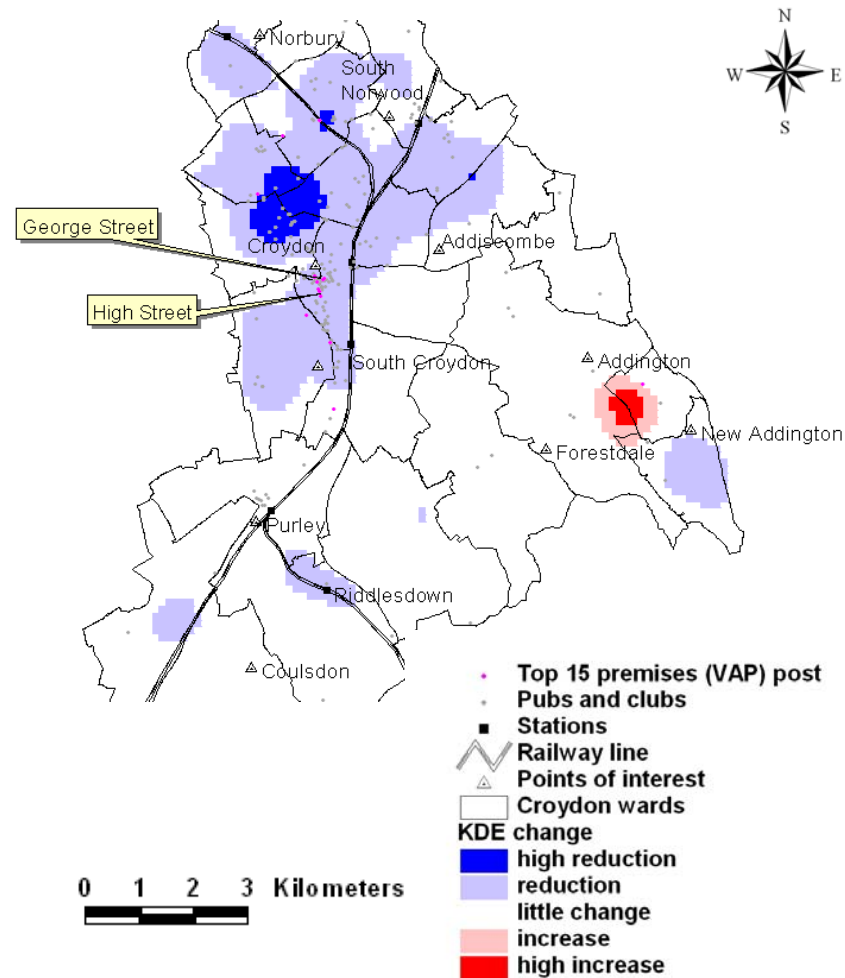 N
W E
S
Norbury
South
Norwood
George Street
Croydon
Addiscombe
High Street
South Croydon
Addington
New Addington
Forestdale
Purley
Riddlesdown
Coulsdon
Top 15 premises (VAP) post
Pubs and clubs
Stations
Railway line
Points of interest
Croydon wards
KDE change
high reduction
reduction
little change
increase
high increase
0 1 2 3 Kilometers